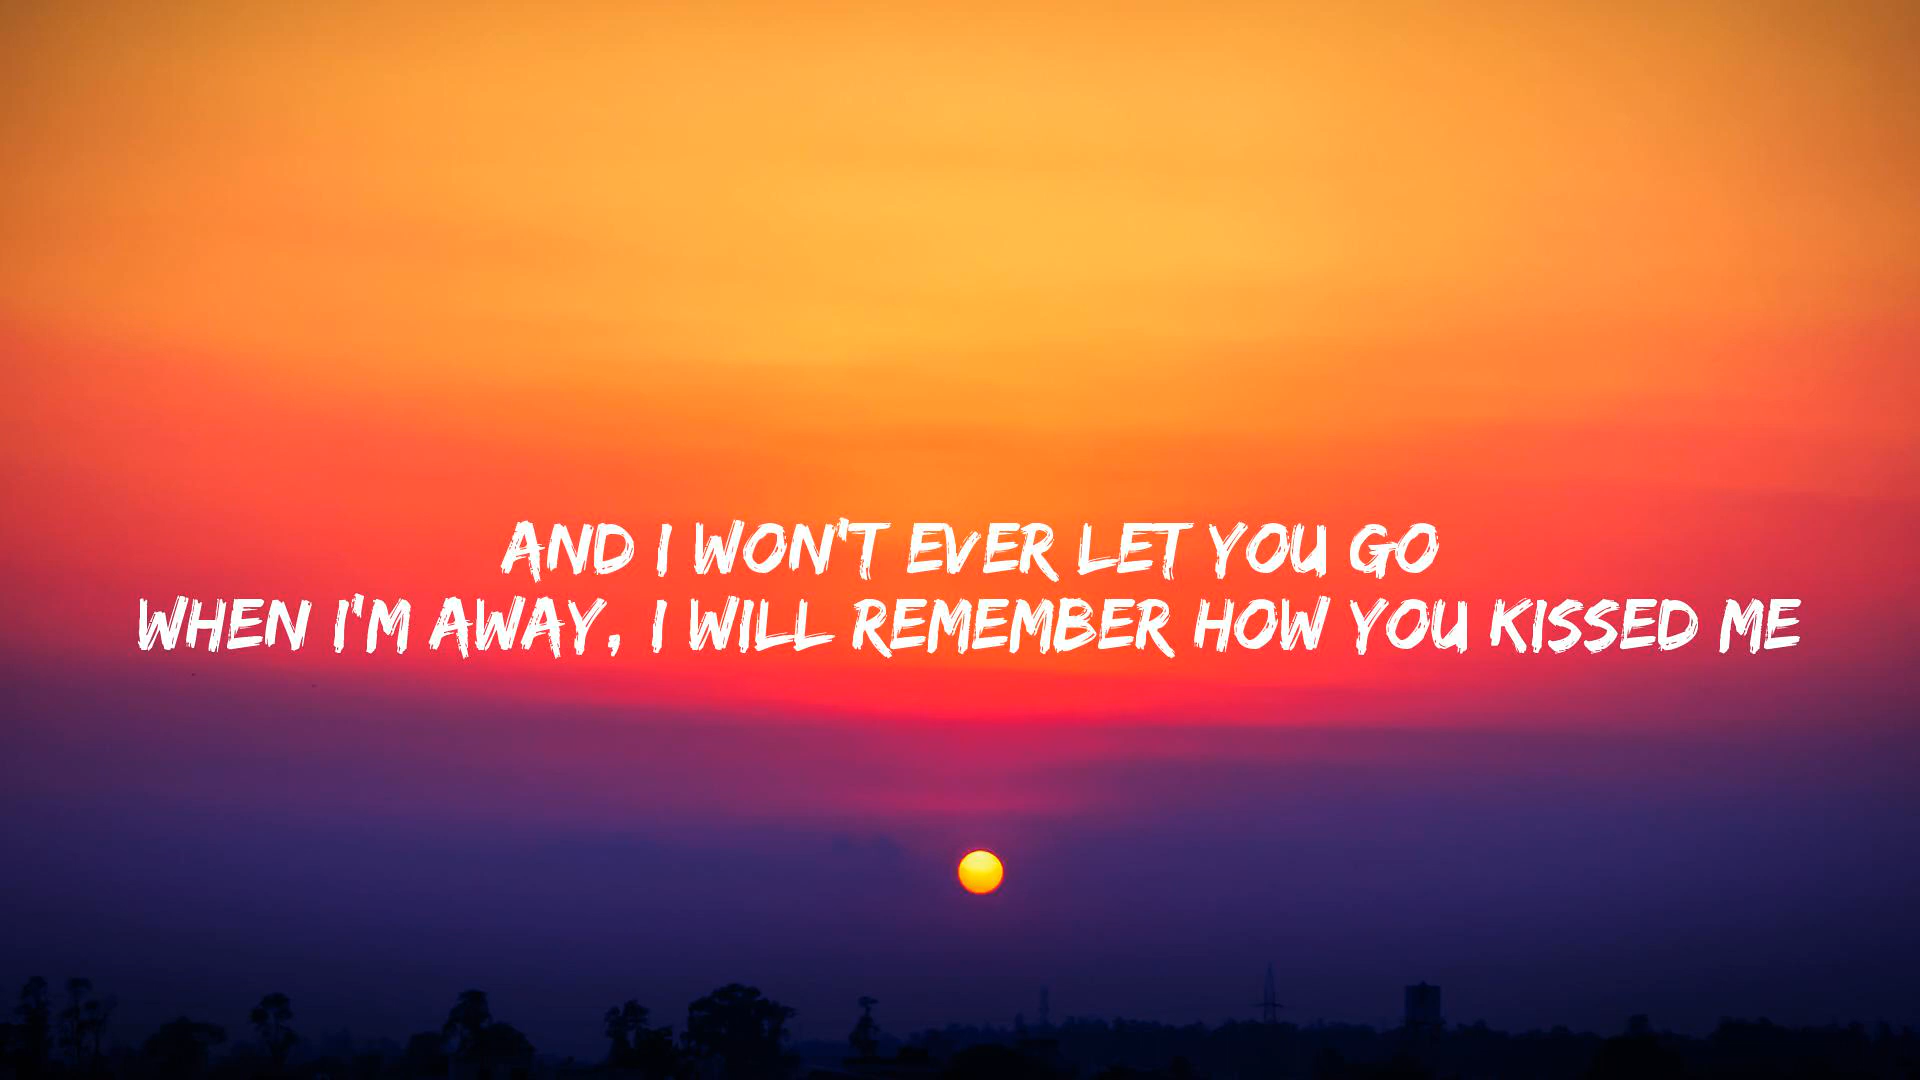 AND I WON'T EVER LET YOU GO
WHEN I'M AWAY, I WILL REMEMBER HOW YOU KISSED ME